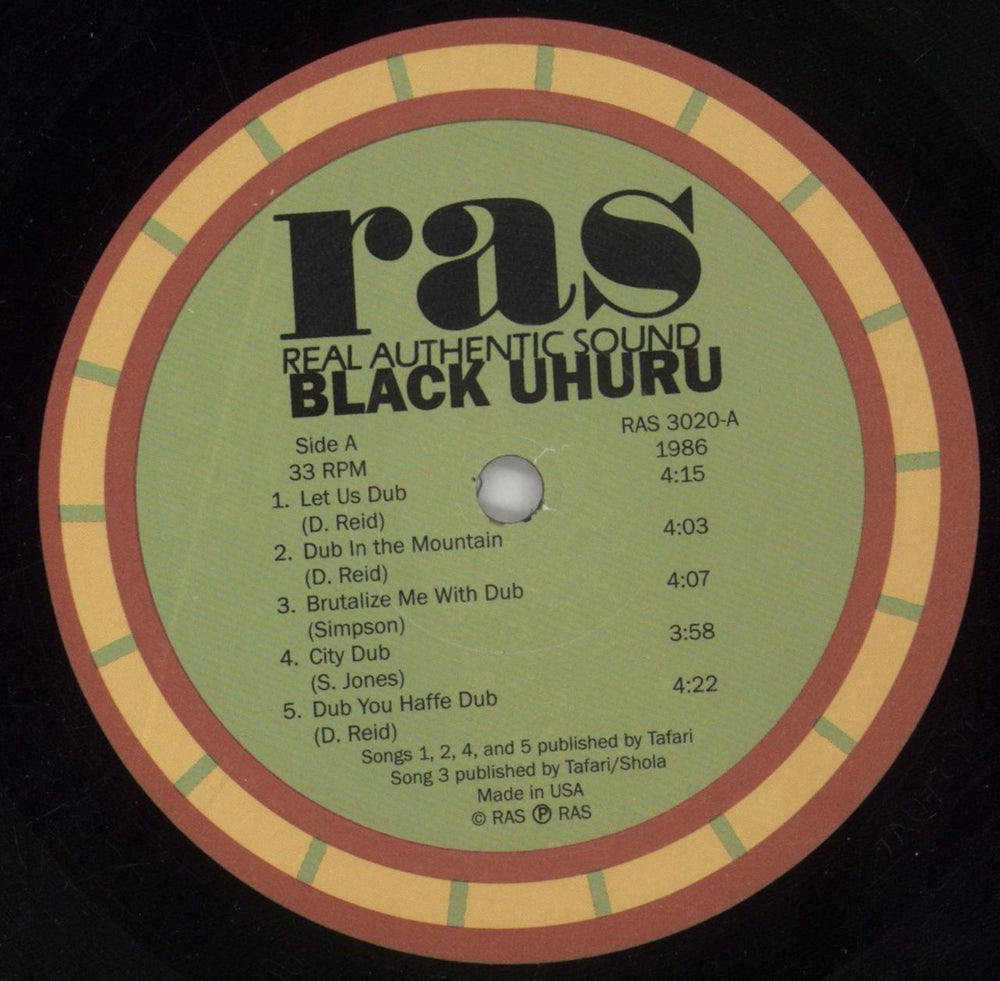 ras
REAL AUTHENTIC SOUND
BLACK UHURU
Side A RAS 3020-A
33 RPM 1986
1. Let Us Dub 4:15
(D. Reid)
2. Dub In the Mountain 4:03
(D. Reid)
3. Brutalize Me With Dub 4:07
(Simpson)
4. City Dub 3:58
(S. Jones)
5. Dub You Haffe Dub 4:22
(D. Reid)
Songs 1, 2, 4, and 5 published by Tafari
Song 3 published by Tafari/Shola
Made in USA
© RAS ℗ RAS